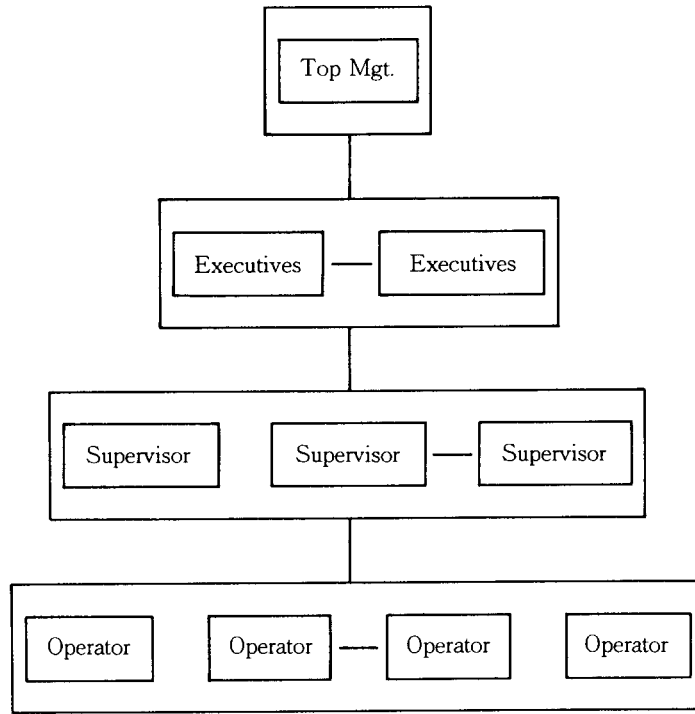 Top Mgt.
Executives
Executives
Supervisor
Supervisor
Supervisor
Operator
Operator
Operator
Operator